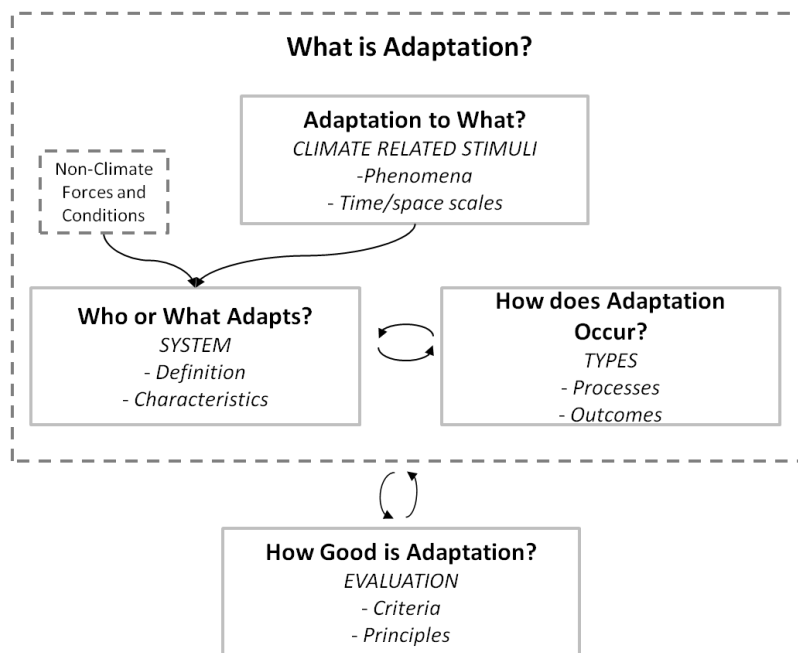 What is Adaptation?
Adaptation to What?
CLIMATE RELATED STIMULI
-Phenomena
- Time/space scales
Non-Climate
Forces and
Conditions
Who or What Adapts?
SYSTEM
- Definition
- Characteristics
How does Adaptation
Occur?
TYPES
- Processes
- Outcomes
How Good is Adaptation?
EVALUATION
- Criteria
- Principles